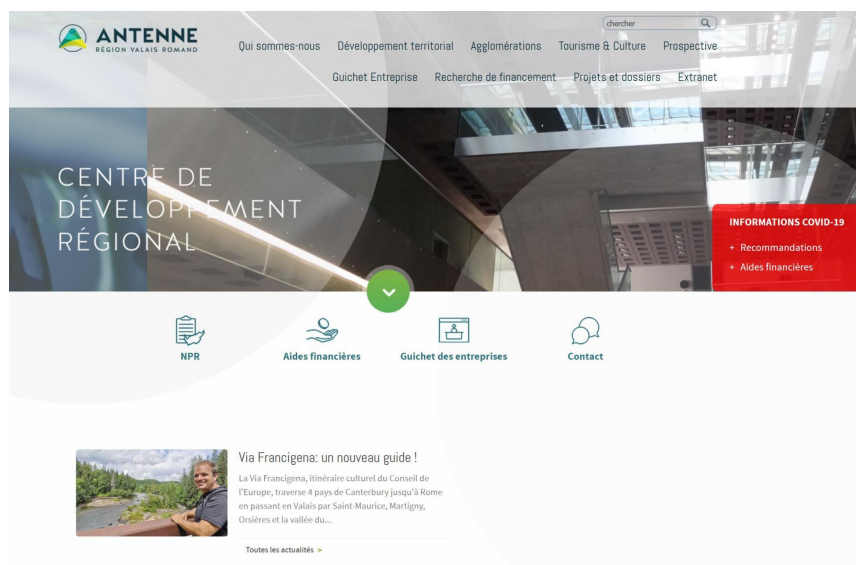 ANTENNE
RÉGION VALAIS ROMAND
chercher
Qui sommes-nous Développement territorial Agglomérations Tourisme & Culture Prospective
Guichet Entreprise Recherche de financement Projets et dossiers Extranet
CENTRE DE
DÉVELOPPEMENT
RÉGIONAL
INFORMATIONS COVID-19
+ Recommandations
+ Aides financières
NPR Aides financières Guichet des entreprises Contact
Via Francigena: un nouveau guide !
La Via Francigena, itinéraire culturel du Conseil de
l'Europe, traverse 4 pays de Canterbury jusqu'à Rome
en passant en Valais par Saint-Maurice, Martigny,
Orsières et la vallée du...
Toutes les actualités >